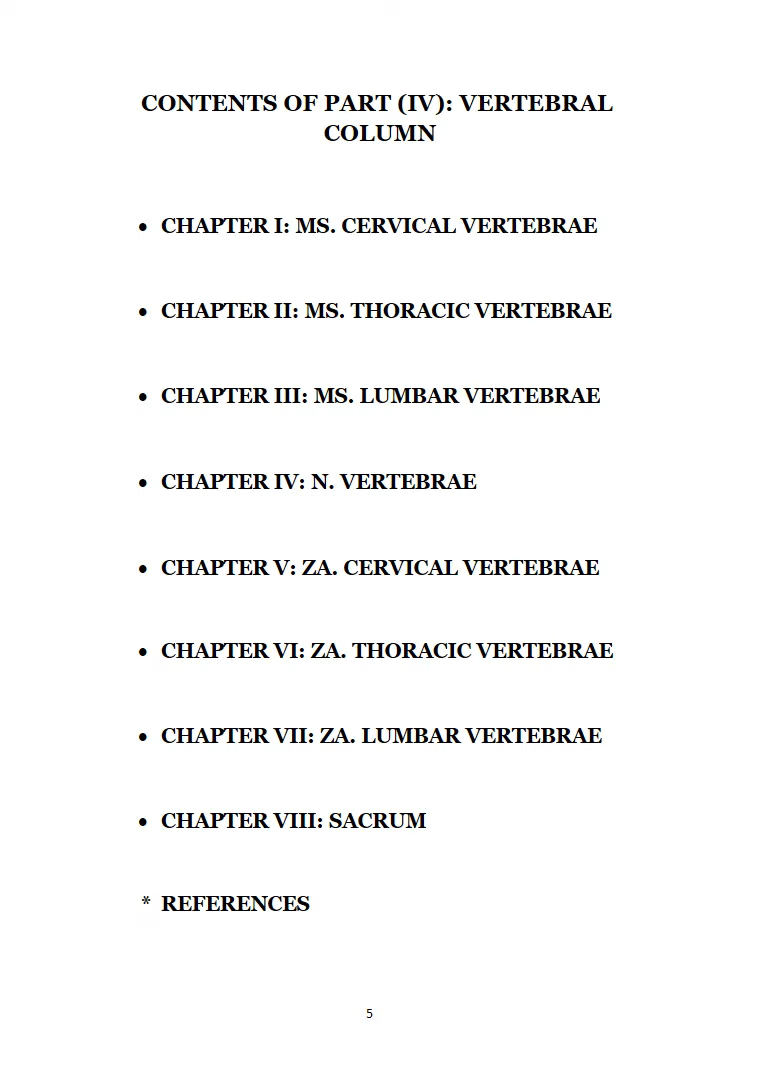 CONTENTS OF PART (IV): VERTEBRAL
COLUMN
• CHAPTER I: MS. CERVICAL VERTEBRAE
• CHAPTER II: MS. THORACIC VERTEBRAE
• CHAPTER III: MS. LUMBAR VERTEBRAE
• CHAPTER IV: N. VERTEBRAE
• CHAPTER V: ZA. CERVICAL VERTEBRAE
• CHAPTER VI: ZA. THORACIC VERTEBRAE
• CHAPTER VII: ZA. LUMBAR VERTEBRAE
• CHAPTER VIII: SACRUM
* REFERENCES
5